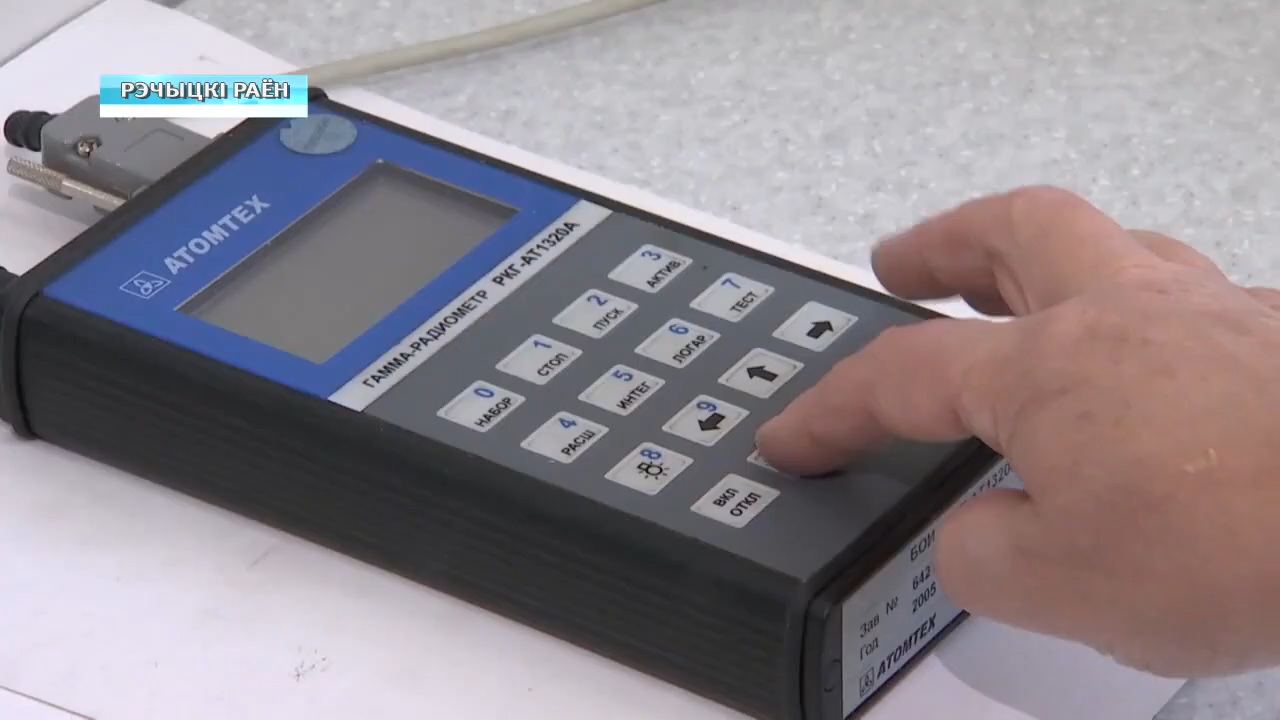 РЭЧЫЦКІ РАЁН
АТОМТЕХ
ГАММА-РАДИОМЕТР РКГ-АТ1320А
0 НАБОР
1 СТОП
2 ПУСК
3 АКТИВ
4 РАСШ
5 ИНТЕГ
6 ЛОГАР
7 ТЕСТ
8
9
ВКЛ
ОТКЛ
БОИ
Зав № 642
Год 2005
АТОМТЕХ